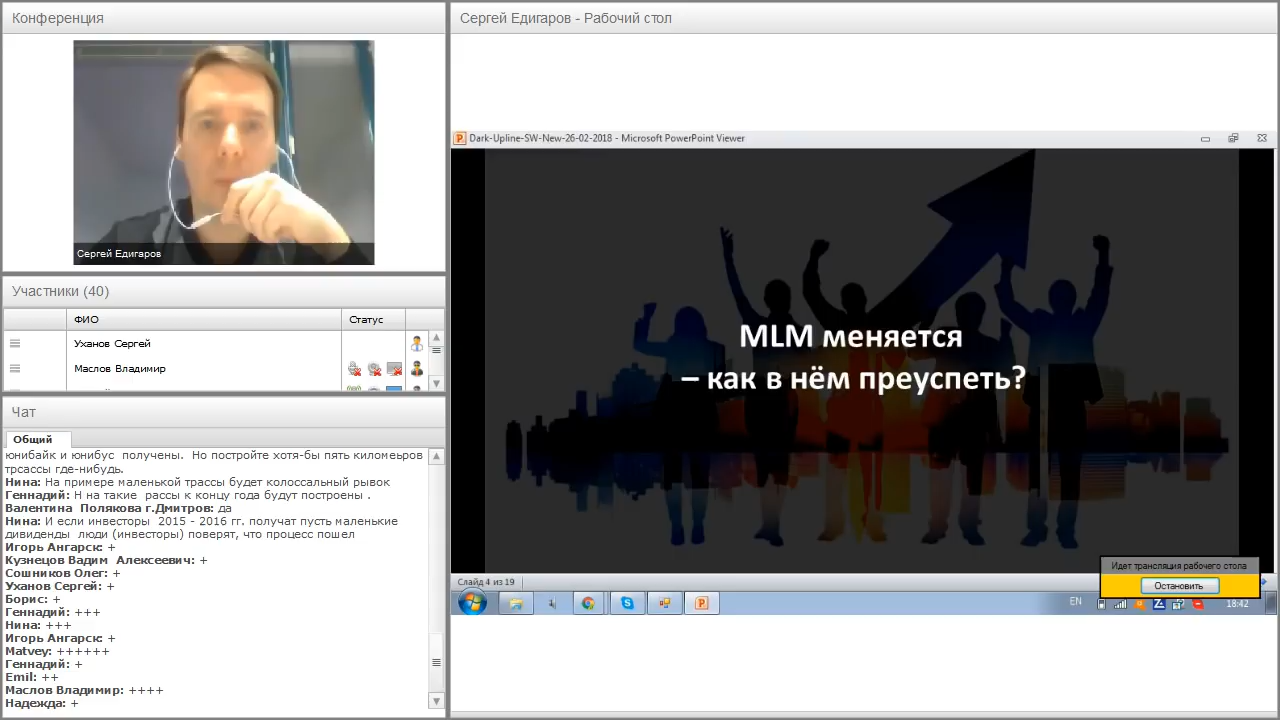 Конференция
Сергей Едигаров
Участники (40)
ФИО
Статус
Уханов Сергей
Маслов Владимир
Чат
Общий
юнибайк и юнибус получены. Но постройте хотя-бы пять киломеьров
трсассы где-нибудь.
Нина: На примере маленькой трассы будет колоссальный рывок
Геннадий: Н на такие рассы к концу года будут построены .
Валентина Полякова г.Дмитров: да
Нина: И если инвесторы 2015 - 2016 гг. получат пусть маленькие
дивиденды люди (инвесторы) поверят, что процесс пошел
Игорь Ангарск: +
Кузнецов Вадим Алексеевич: +
Сошников Олег: +
Уханов Сергей: +
Борис: +
Геннадий: +++
Нина: +++
Игорь Ангарск: +
Matvey: ++++++
Геннадий: +
Emil: ++
Маслов Владимир: ++++
Надежда: +
Сергей Едигаров - Рабочий стол
Dark-Upline-SW-New-26-02-2018 - Microsoft PowerPoint Viewer
MLM меняется
– как в нём преуспеть?
Слайд 4 из 19
Идет трансляция рабочего стола
Остановить
EN
18:42